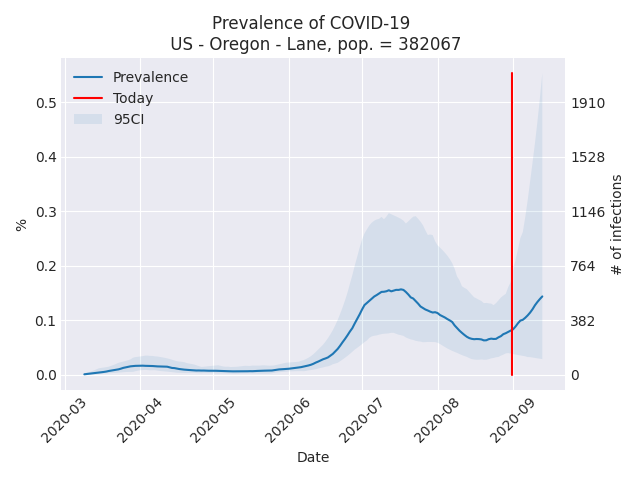 Prevalence of COVID-19
US - Oregon - Lane, pop. = 382067
Prevalence
Today
95CI
%
0.5
0.4
0.3
0.2
0.1
0.0
1910
1528
1146
764
382
0
# of infections
2020-03
2020-04
2020-05
2020-06
2020-07
2020-08
2020-09
Date